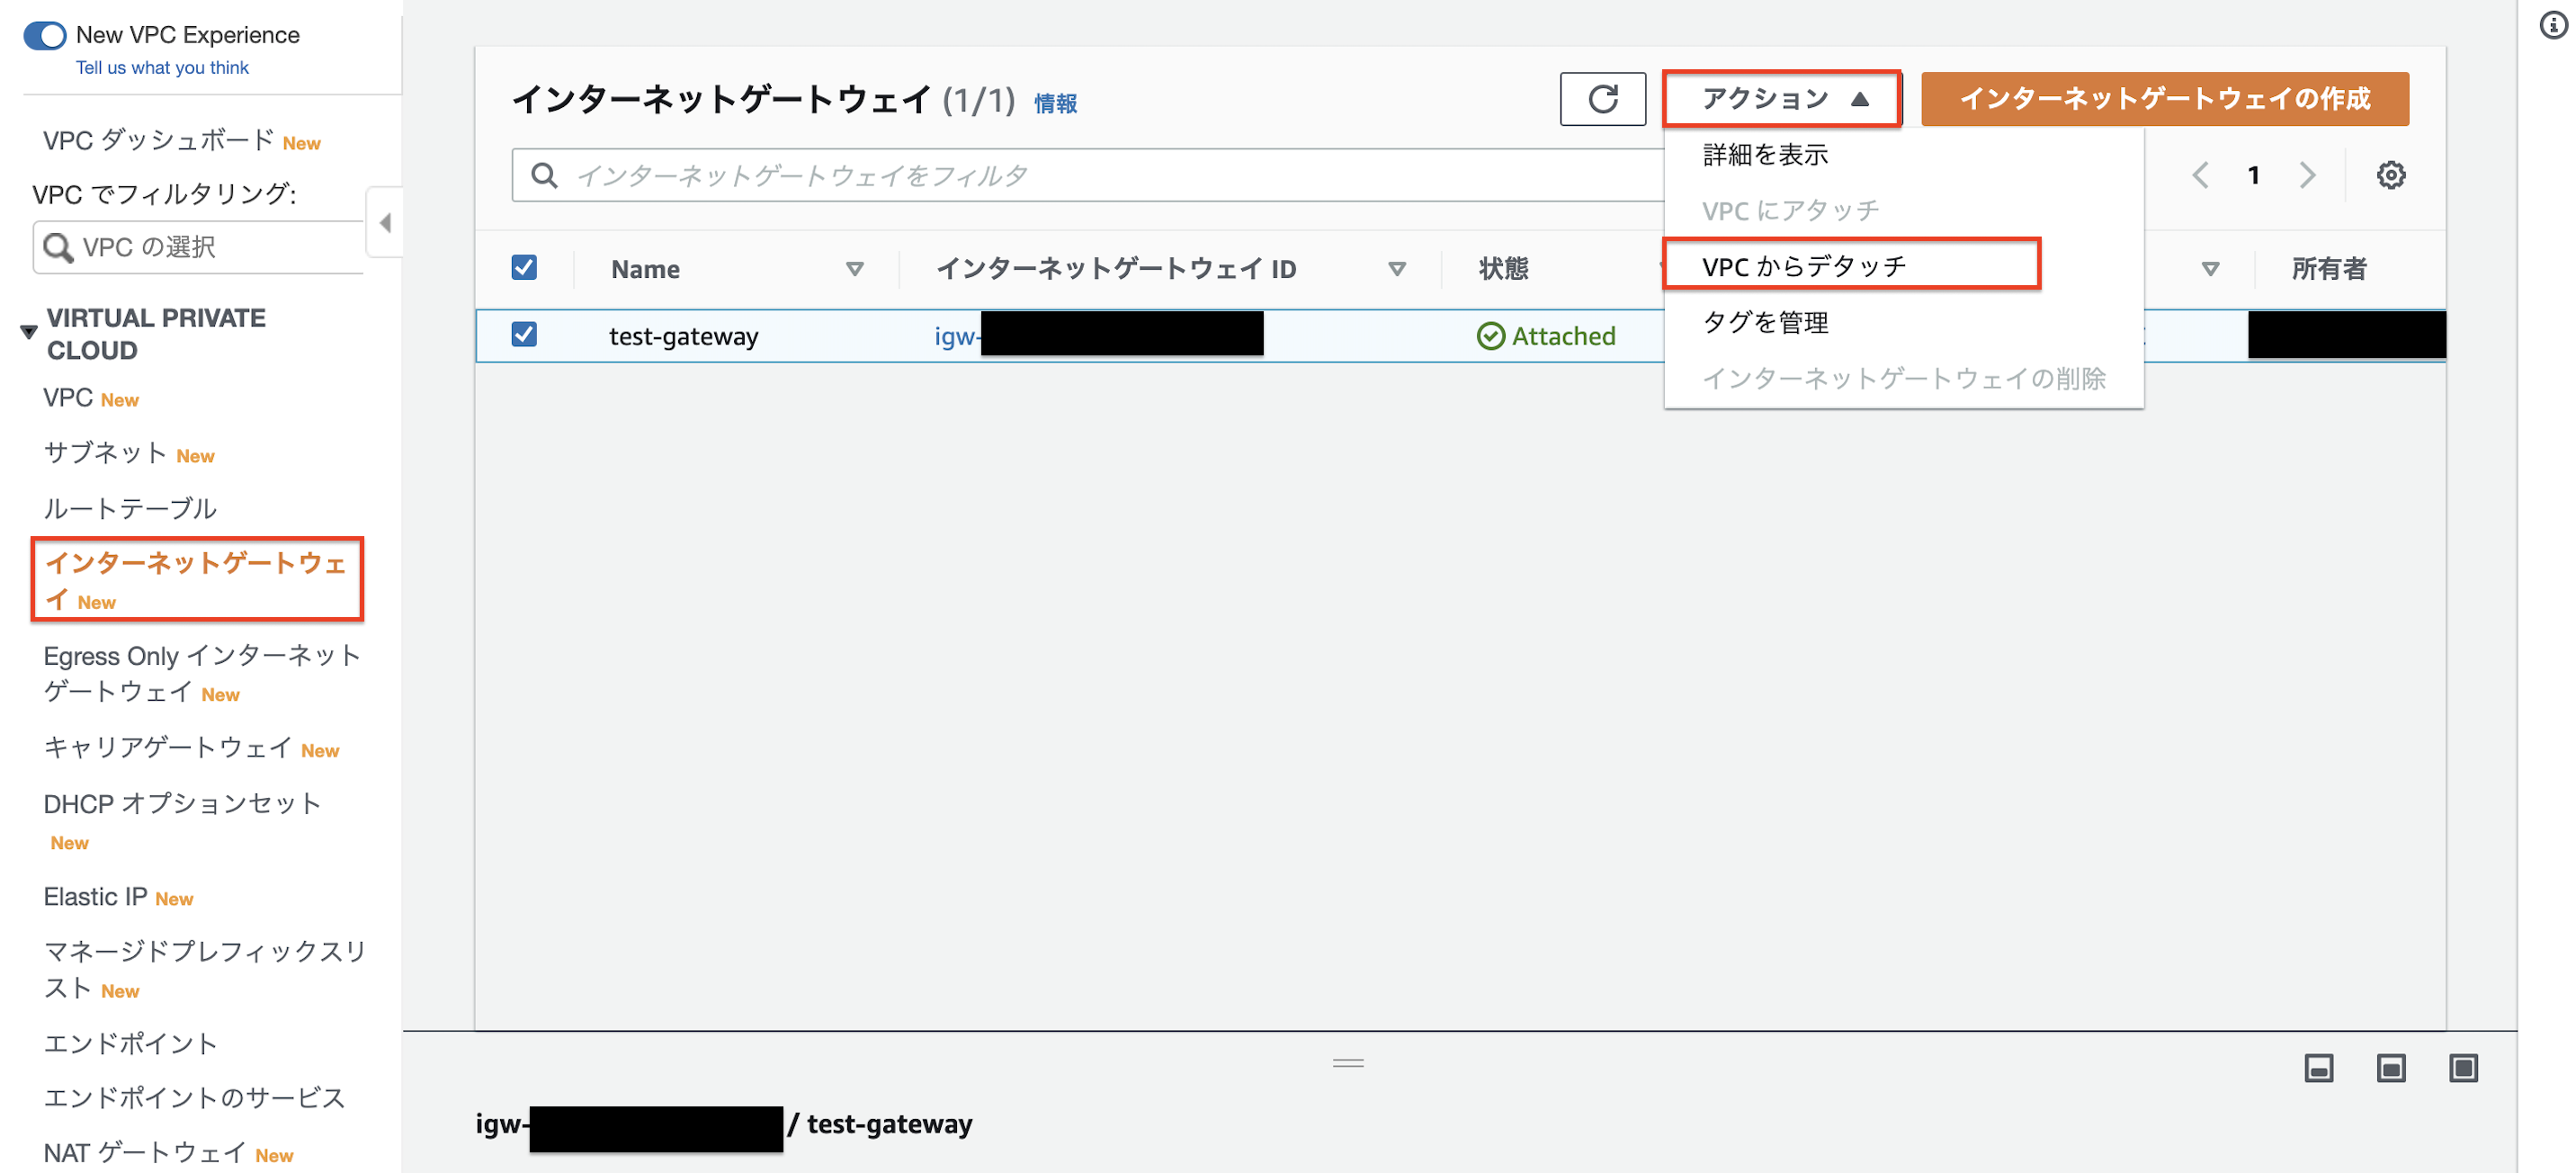 New VPC Experience
Tell us what you think
VPC ダッシュボード New
VPC でフィルタリング:
VPC の選択
VIRTUAL PRIVATE
CLOUD
VPC New
サブネット New
ルートテーブル
インターネットゲートウェ
イ New
Egress Only インターネット
ゲートウェイ New
キャリアゲートウェイ New
DHCP オプションセット
New
Elastic IP New
マネージドプレフィックスリ
スト New
エンドポイント
エンドポイントのサービス
NAT ゲートウェイ New
インターネットゲートウェイ (1/1) 情報
アクション
インターネットゲートウェイの作成
インターネットゲートウェイをフィルタ
1
詳細を表示
VPC にアタッチ
VPC からデタッチ
タグを管理
インターネットゲートウェイの削除
Name インターネットゲートウェイ ID 状態 所有者
test-gateway igw- Attached
igw- / test-gateway